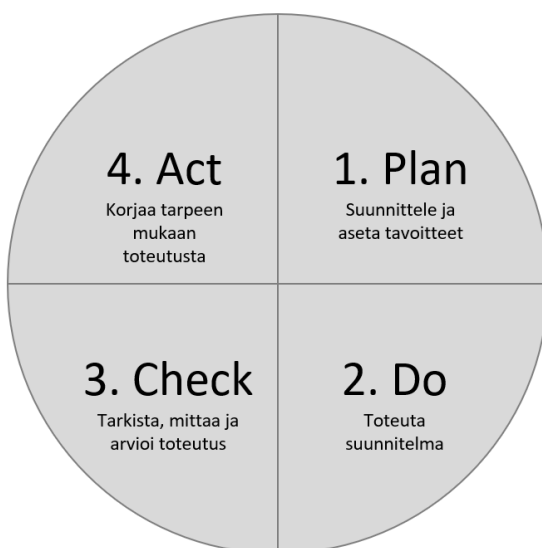 4. Act
Korjaa tarpeen
mukaan
toteutusta
1. Plan
Suunnittele ja
aseta tavoitteet
3. Check
Tarkista, mittaa ja
arvioi toteutus
2. Do
Toteuta
suunnitelma